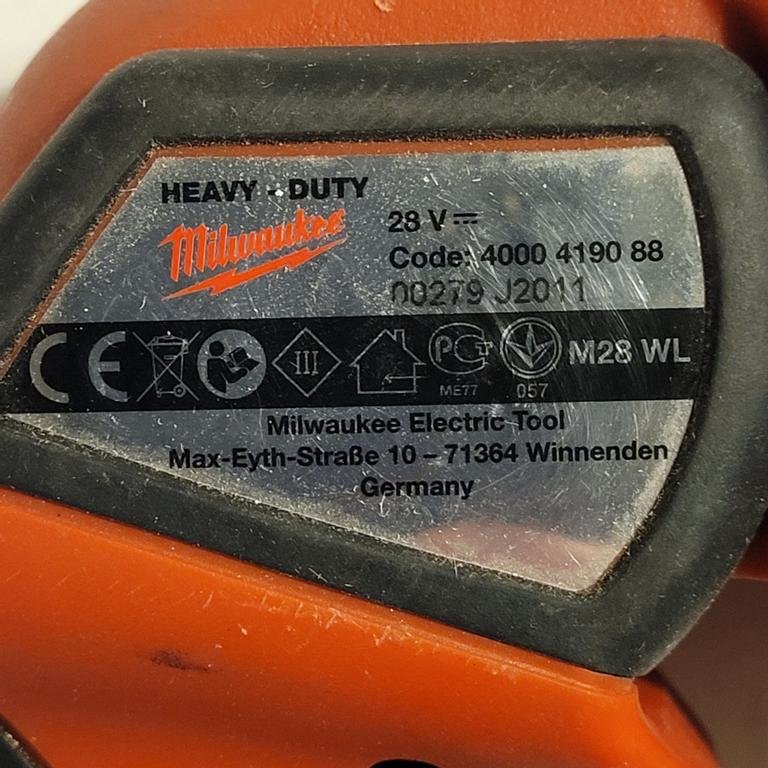 HEAVY - DUTY
Milwaukee
28 V ⎓
Code: 4000 4190 88
00279 J2011
CE III PCT M28 WL
ME77 057
Milwaukee Electric Tool
Max-Eyth-Straße 10 – 71364 Winnenden
Germany